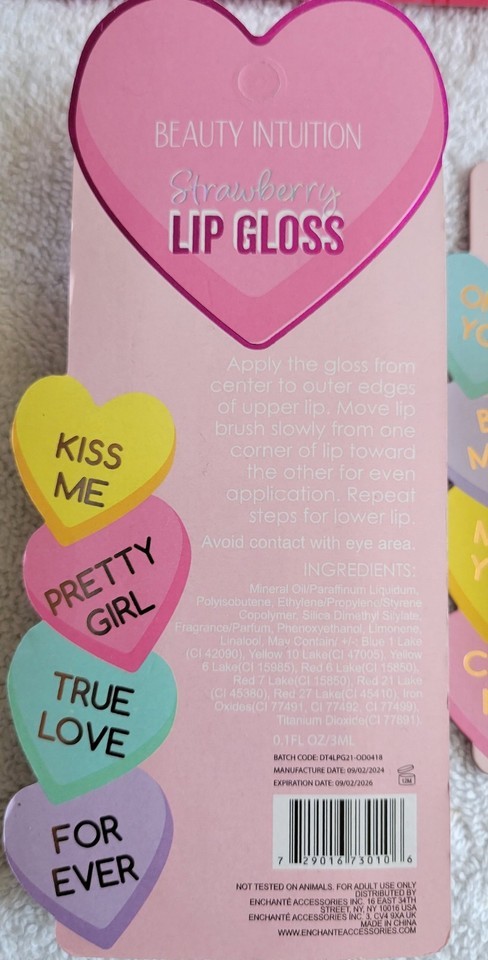 BEAUTY INTUITION
Strawberry
LIP GLOSS
Apply the gloss from
center to outer edges
of upper lip. Move lip
brush slowly from one
corner of lip toward
the other for even
application. Repeat
steps for lower lip.
Avoid contact with eye area.
INGREDIENTS:
Mineral Oil/Paraffinum Liquidum,
Polyisobutene, Ethylene/Propylene/Styrene
Copolymer, Silica Dimethyl Silylate,
Fragrance/Parfum, Phenoxyethanol, Limonene,
Linalool, May Contain/ +/-: Blue 1 Lake
(CI 42090), Yellow 10 Lake(CI 47005), Yellow
6 Lake(CI 15985), Red 6 Lake(CI 15850),
Red 7 Lake(CI 15850), Red 21 Lake
(CI 45380), Red 27 Lake(CI 45410), Iron
Oxides(CI 77491, CI 77492, CI 77499),
Titanium Dioxide(CI 77891).
0.1FL OZ/3ML
BATCH CODE: DT4LPG21-OD0418
MANUFACTURE DATE: 09/02/2024
EXPIRATION DATE: 09/02/2026
12M
7 29016 73010 6
NOT TESTED ON ANIMALS. FOR ADULT USE ONLY
DISTRIBUTED BY
ENCHANTE ACCESSORIES INC. 16 EAST 34TH
STREET, NY, NY 10016 USA
ENCHANTÉ ACCESSORIES INC. 3, CV4 9XA UK
MADE IN CHINA
WWW.ENCHANTEACCESSORIES.COM
KISS
ME
PRETTY
GIRL
TRUE
LOVE
FOR
EVER